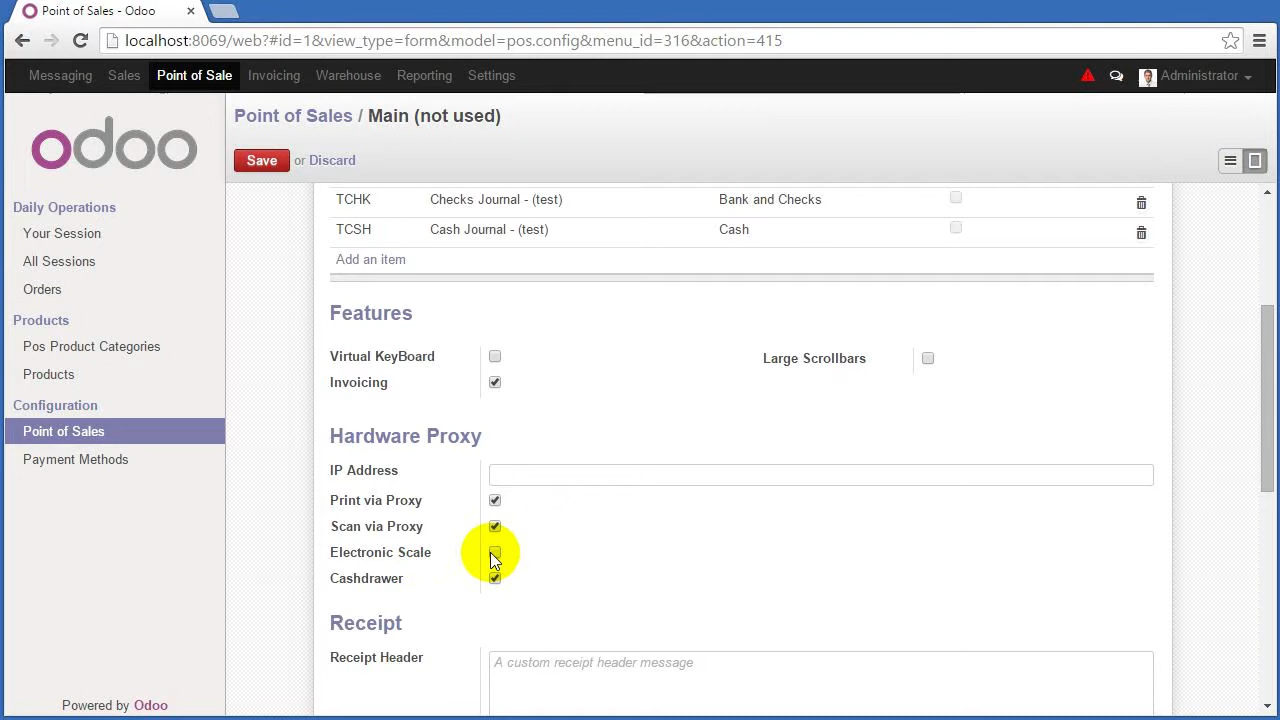 Point of Sales - Odoo
localhost:8069/web?#id=1&view_type=form&model=pos.config&menu_id=316&action=415
Messaging Sales Point of Sale Invoicing Warehouse Reporting Settings Administrator
odoo
Daily Operations
Your Session
All Sessions
Orders
Products
Pos Product Categories
Products
Configuration
Point of Sales
Payment Methods
Powered by Odoo
Point of Sales / Main (not used)
Save or Discard
TCHK Checks Journal - (test) Bank and Checks
TCSH Cash Journal - (test) Cash
Add an item
Features
Virtual KeyBoard Large Scrollbars
Invoicing
Hardware Proxy
IP Address
Print via Proxy
Scan via Proxy
Electronic Scale
Cashdrawer
Receipt
Receipt Header A custom receipt header message